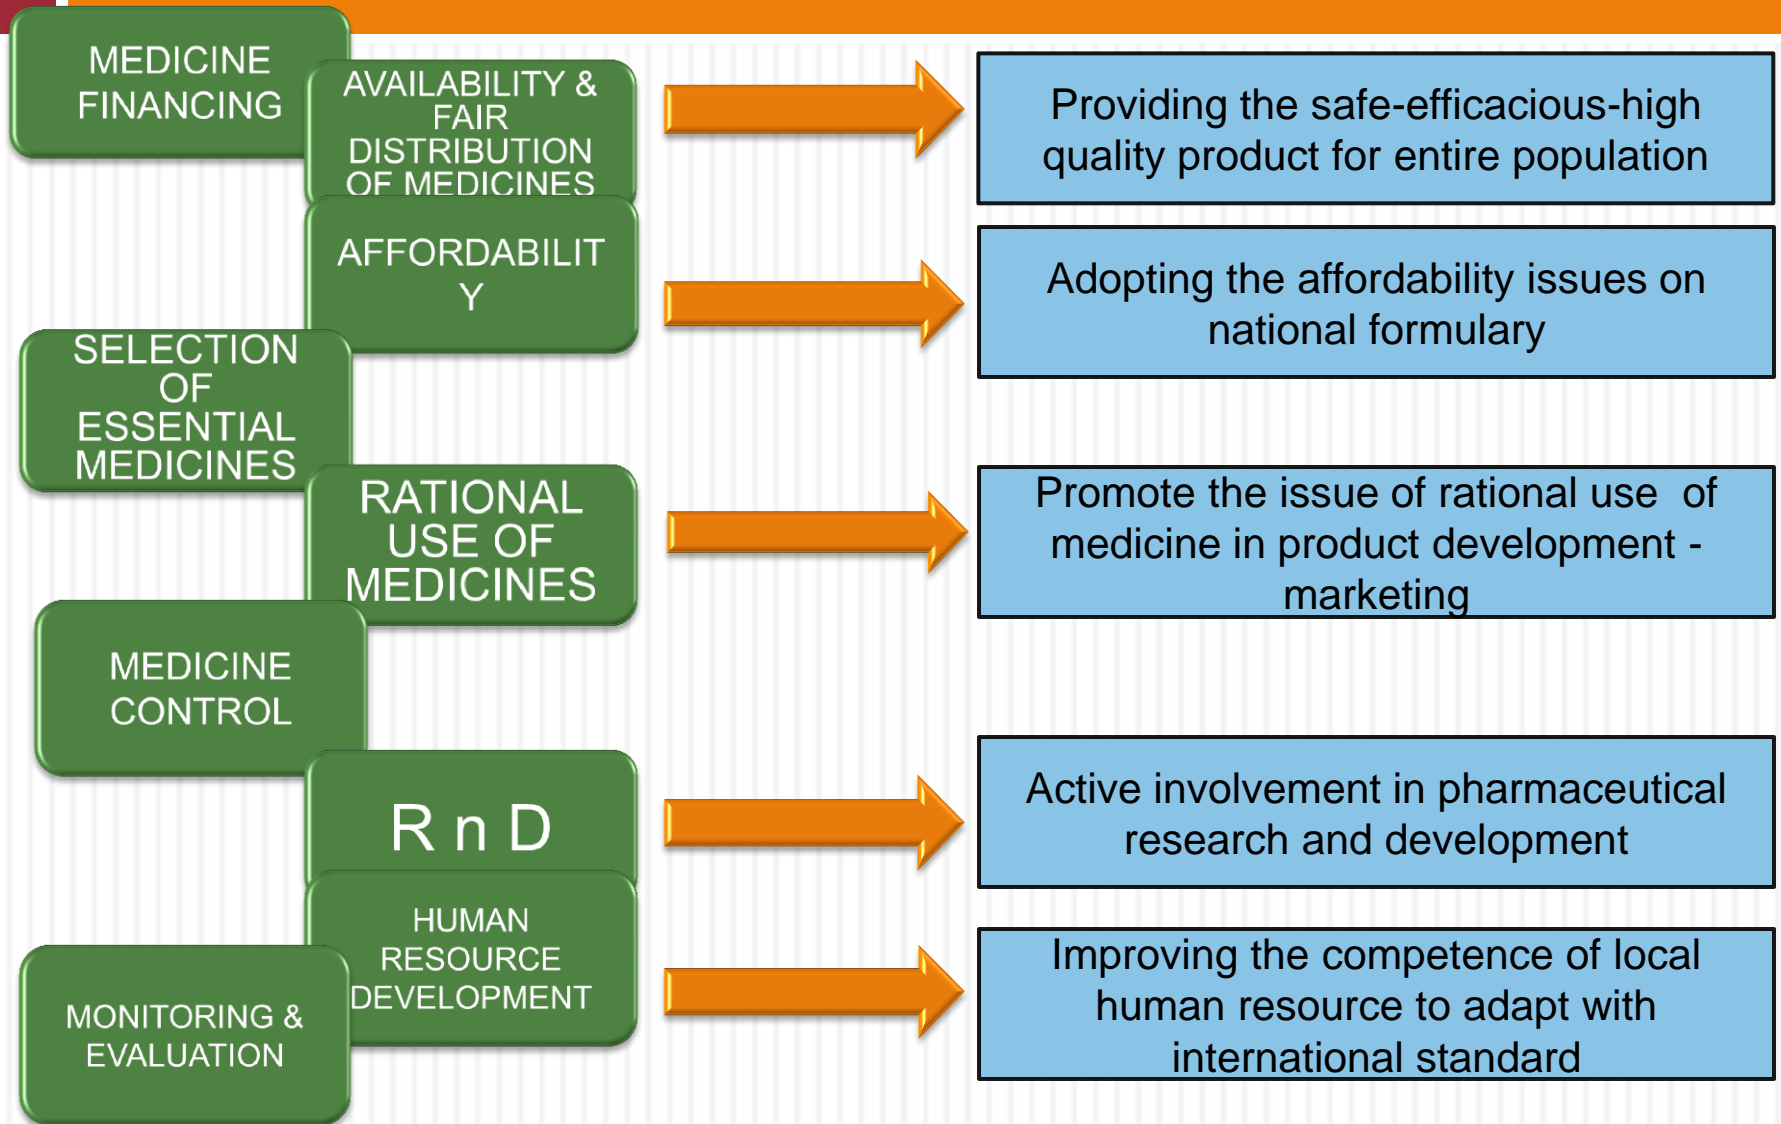 MEDICINE
FINANCING
AVAILABILITY &
FAIR
DISTRIBUTION
OF MEDICINES
Providing the safe-efficacious-high
quality product for entire population
AFFORDABILIT
Y
Adopting the affordability issues on
national formulary
SELECTION
OF
ESSENTIAL
MEDICINES
RATIONAL
USE OF
MEDICINES
Promote the issue of rational use  of
medicine in product development -
marketing
MEDICINE
CONTROL
R n D
Active involvement in pharmaceutical
research and development
HUMAN
RESOURCE
DEVELOPMENT
Improving the competence of local
human resource to adapt with
international standard
MONITORING &
EVALUATION